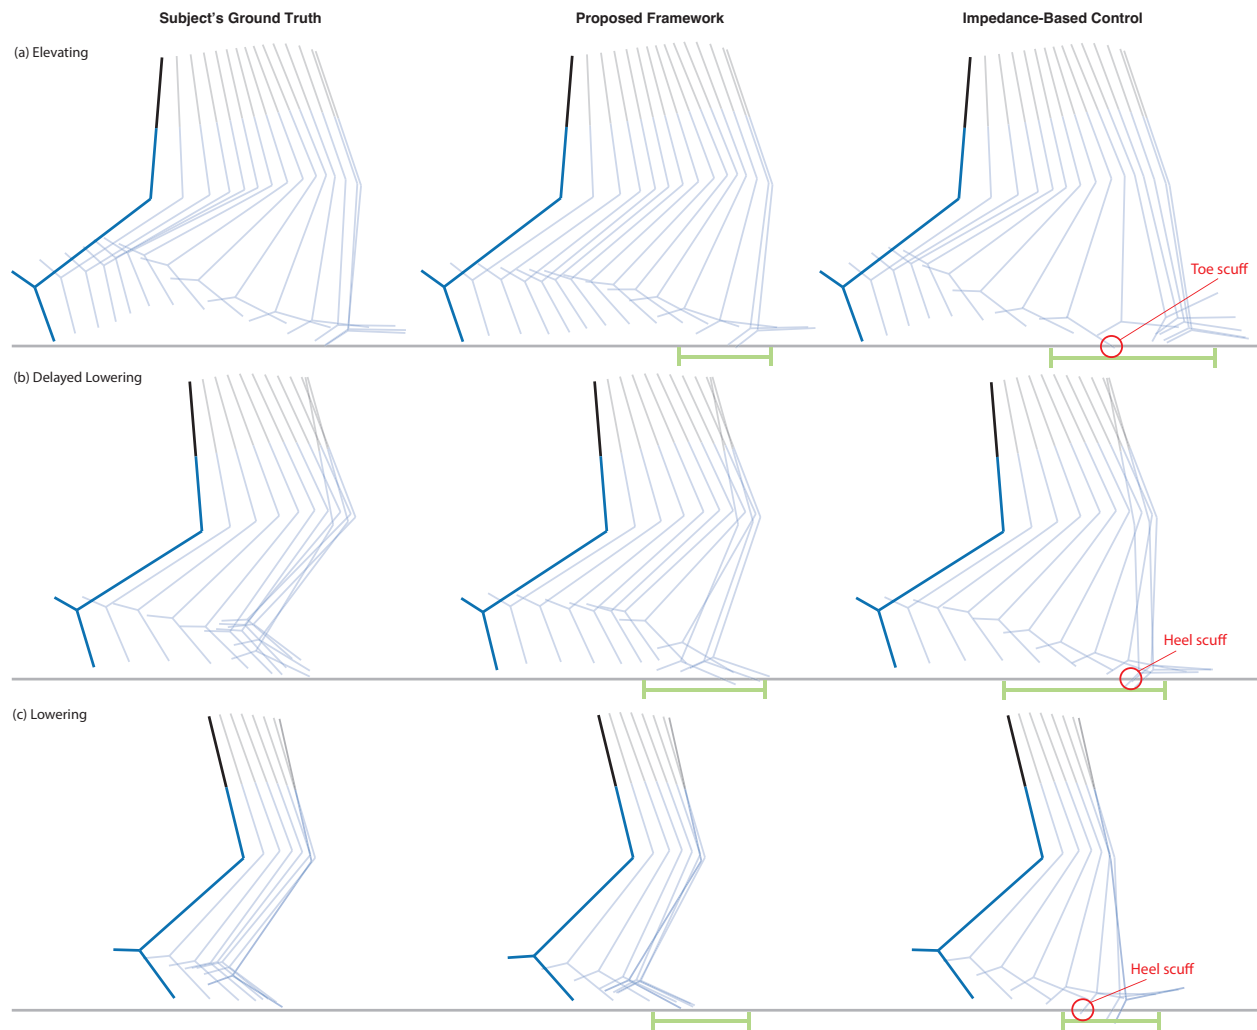 Subject's Ground Truth
Proposed Framework
Impedance-Based Control
(a) Elevating
Toe scuff
(b) Delayed Lowering
Heel scuff
(c) Lowering
Heel scuff